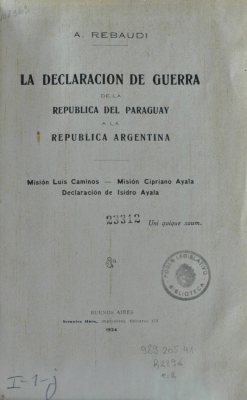 A. REBAUDI
LA DECLARACION DE GUERRA
DE LA
REPUBLICA DEL PARAGUAY
A LA
REPUBLICA ARGENTINA
Misión Luis Caminos — Misión Cipriano Ayala
Declaración de Isidro Ayala
23312 Uni quique suum.
BIBLIOTECA
BUENOS AIRES
1924
I-1-j